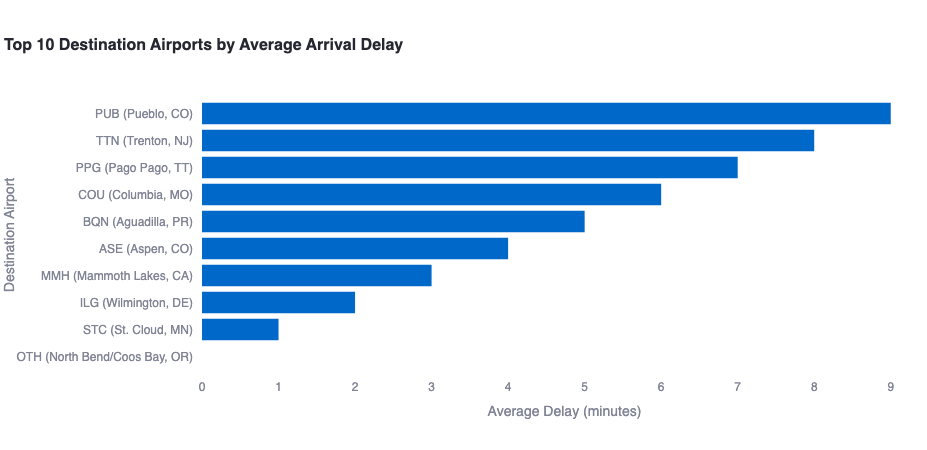 Top 10 Destination Airports by Average Arrival Delay
Destination Airport
PUB (Pueblo, CO)
TTN (Trenton, NJ)
PPG (Pago Pago, TT)
COU (Columbia, MO)
BQN (Aguadilla, PR)
ASE (Aspen, CO)
MMH (Mammoth Lakes, CA)
ILG (Wilmington, DE)
STC (St. Cloud, MN)
OTH (North Bend/Coos Bay, OR)
0 1 2 3 4 5 6 7 8 9
Average Delay (minutes)